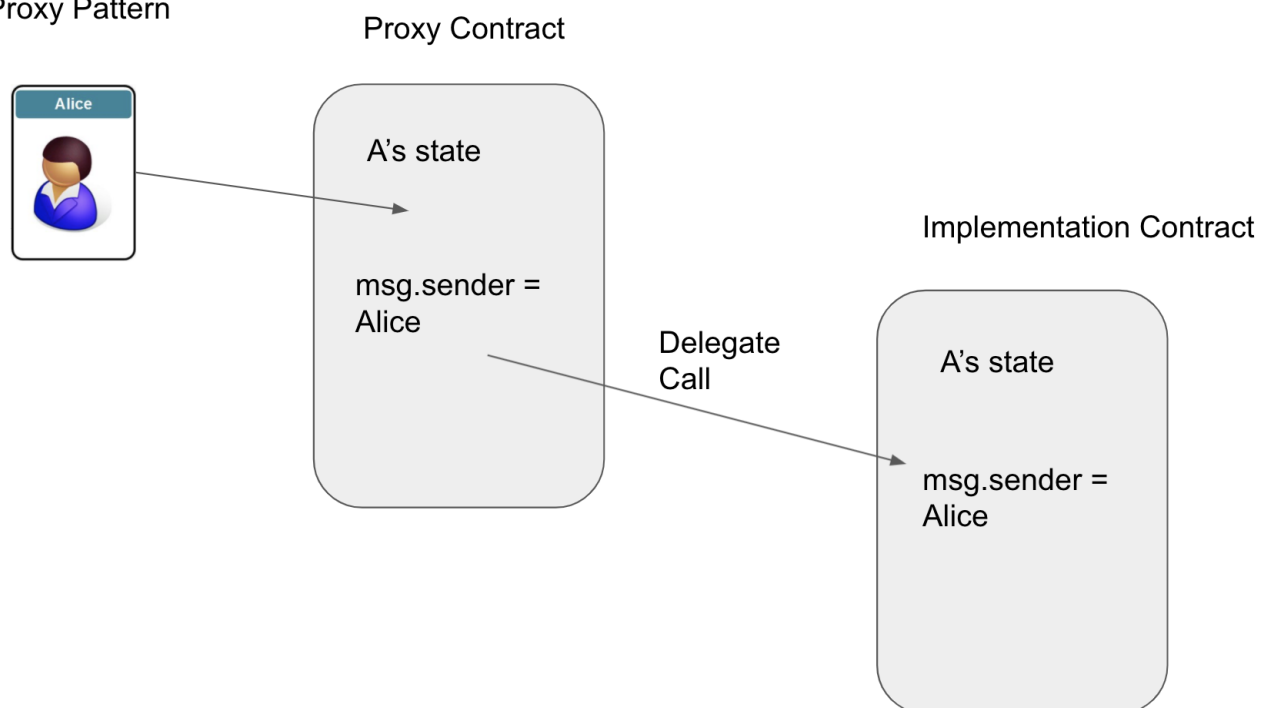 Proxy Pattern
Proxy Contract
Alice
A’s state
msg.sender =
Alice
Delegate
Call
Implementation Contract
A’s state
msg.sender =
Alice